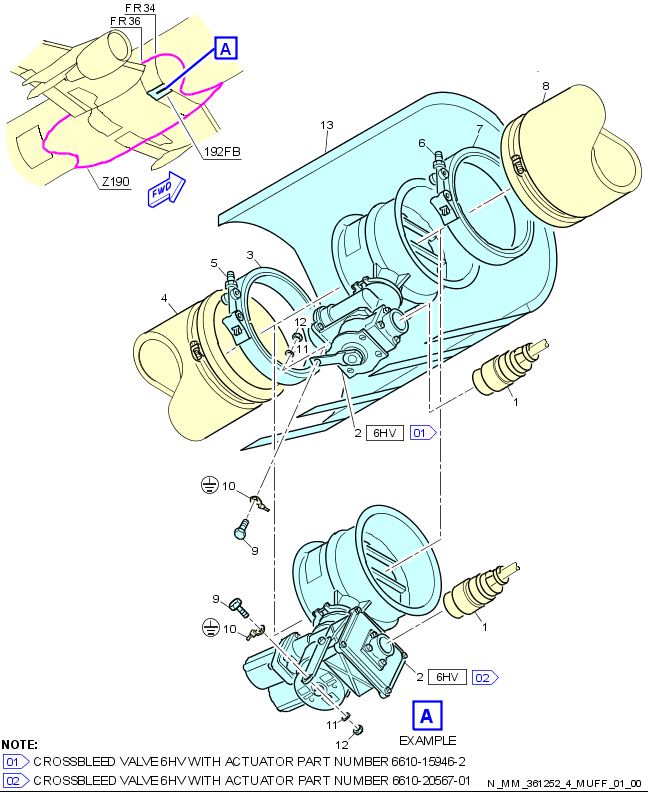 FR34
FR36
A
192FB
Z190
FWD
13
8
7
6
3
5
4
12
11
1
2 6HV 01
10
9
9
10
1
2 6HV 02
11
12
A
EXAMPLE
NOTE:
01 CROSSBLEED VALVE 6HV WITH ACTUATOR PART NUMBER 6610-15946-2
02 CROSSBLEED VALVE 6HV WITH ACTUATOR PART NUMBER 6610-20567-01
N_MM_361252_4_MUFF_01_00